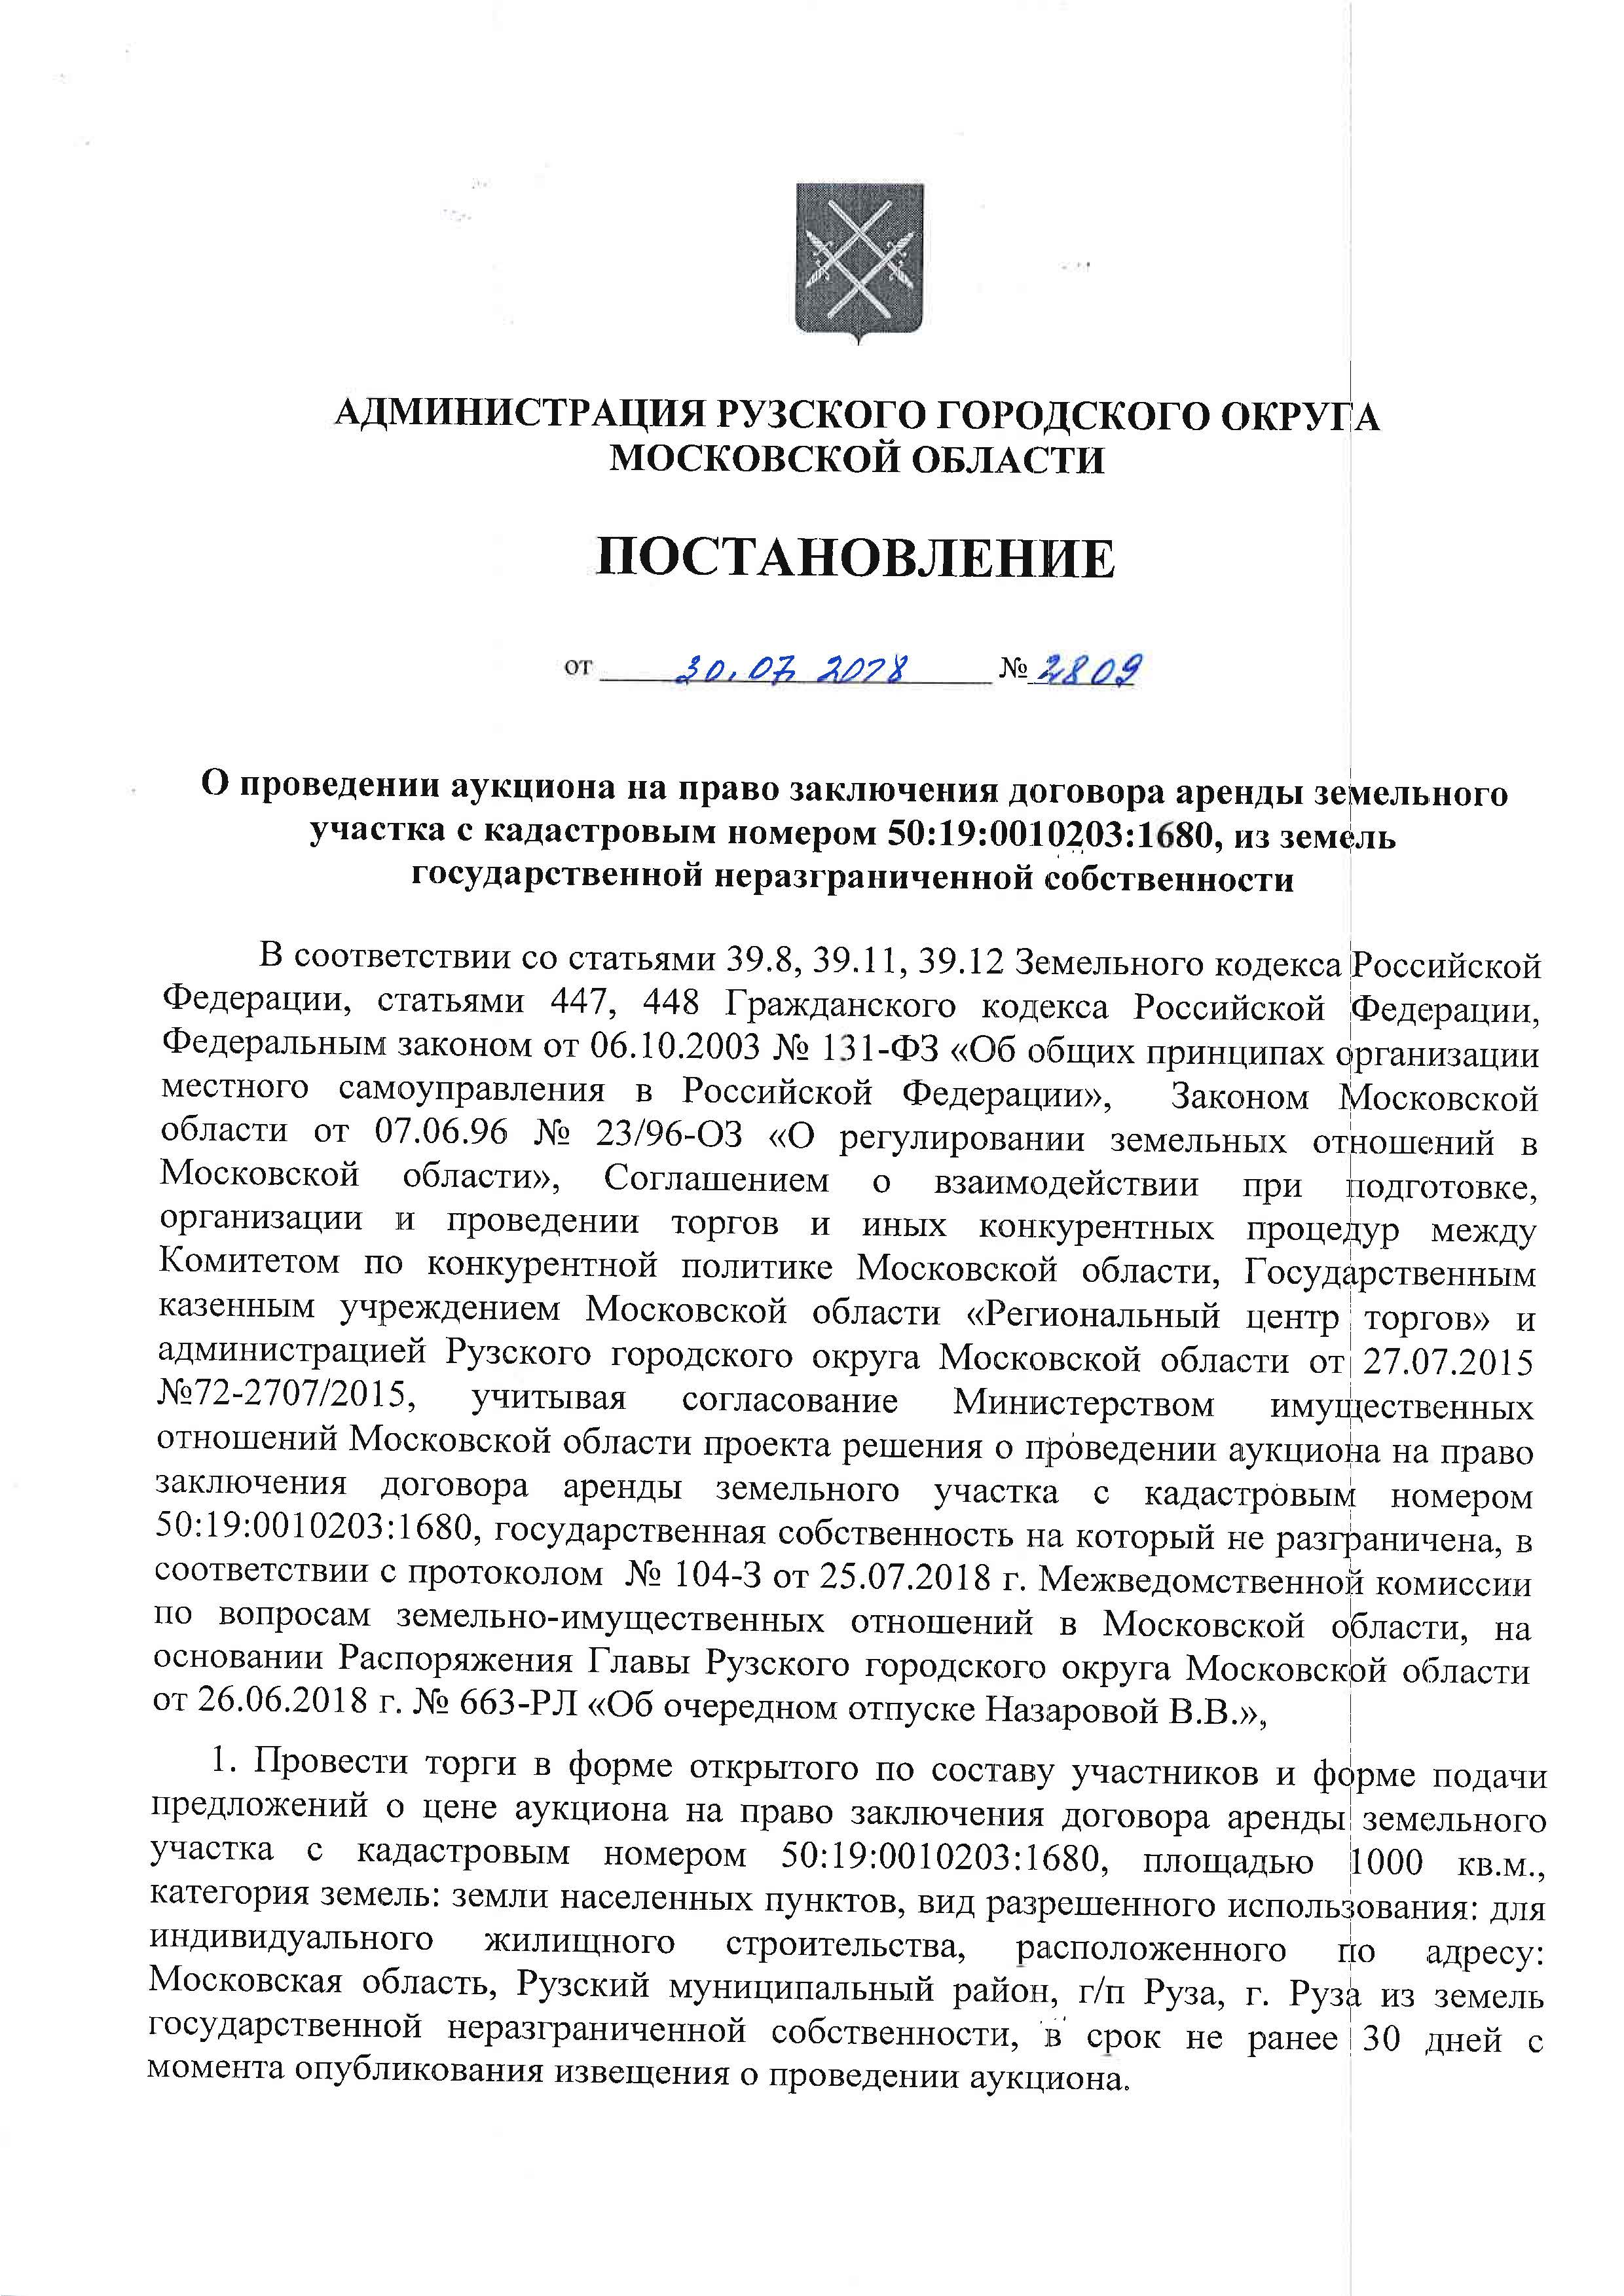 АДМИНИСТРАЦИЯ РУЗСКОГО ГОРОДСКОГО ОКРУГА
МОСКОВСКОЙ ОБЛАСТИ
ПОСТАНОВЛЕНИЕ
от 30.07.2018 № 2809
О проведении аукциона на право заключения договора аренды земельного
участка с кадастровым номером 50:19:0010203:1680, из земель
государственной неразграниченной собственности
В соответствии со статьями 39.8, 39.11, 39.12 Земельного кодекса Российской
Федерации, статьями 447, 448 Гражданского кодекса Российской Федерации,
Федеральным законом от 06.10.2003 № 131-ФЗ «Об общих принципах организации
местного самоуправления в Российской Федерации», Законом Московской
области от 07.06.96 № 23/96-ОЗ «О регулировании земельных отношений в
Московской области», Соглашением о взаимодействии при подготовке,
организации и проведении торгов и иных конкурентных процедур между
Комитетом по конкурентной политике Московской области, Государственным
казенным учреждением Московской области «Региональный центр торгов» и
администрацией Рузского городского округа Московской области от 27.07.2015
№72-2707/2015, учитывая согласование Министерством имущественных
отношений Московской области проекта решения о проведении аукциона на право
заключения договора аренды земельного участка с кадастровым номером
50:19:0010203:1680, государственная собственность на который не разграничена, в
соответствии с протоколом № 104-З от 25.07.2018 г. Межведомственной комиссии
по вопросам земельно-имущественных отношений в Московской области, на
основании Распоряжения Главы Рузского городского округа Московской области
от 26.06.2018 г. № 663-РЛ «Об очередном отпуске Назаровой В.В.»,
1. Провести торги в форме открытого по составу участников и форме подачи
предложений о цене аукциона на право заключения договора аренды земельного
участка с кадастровым номером 50:19:0010203:1680, площадью 1000 кв.м.,
категория земель: земли населенных пунктов, вид разрешенного использования: для
индивидуального жилищного строительства, расположенного по адресу:
Московская область, Рузский муниципальный район, г/п Руза, г. Руза из земель
государственной неразграниченной собственности, в срок не ранее 30 дней с
момента опубликования извещения о проведении аукциона.